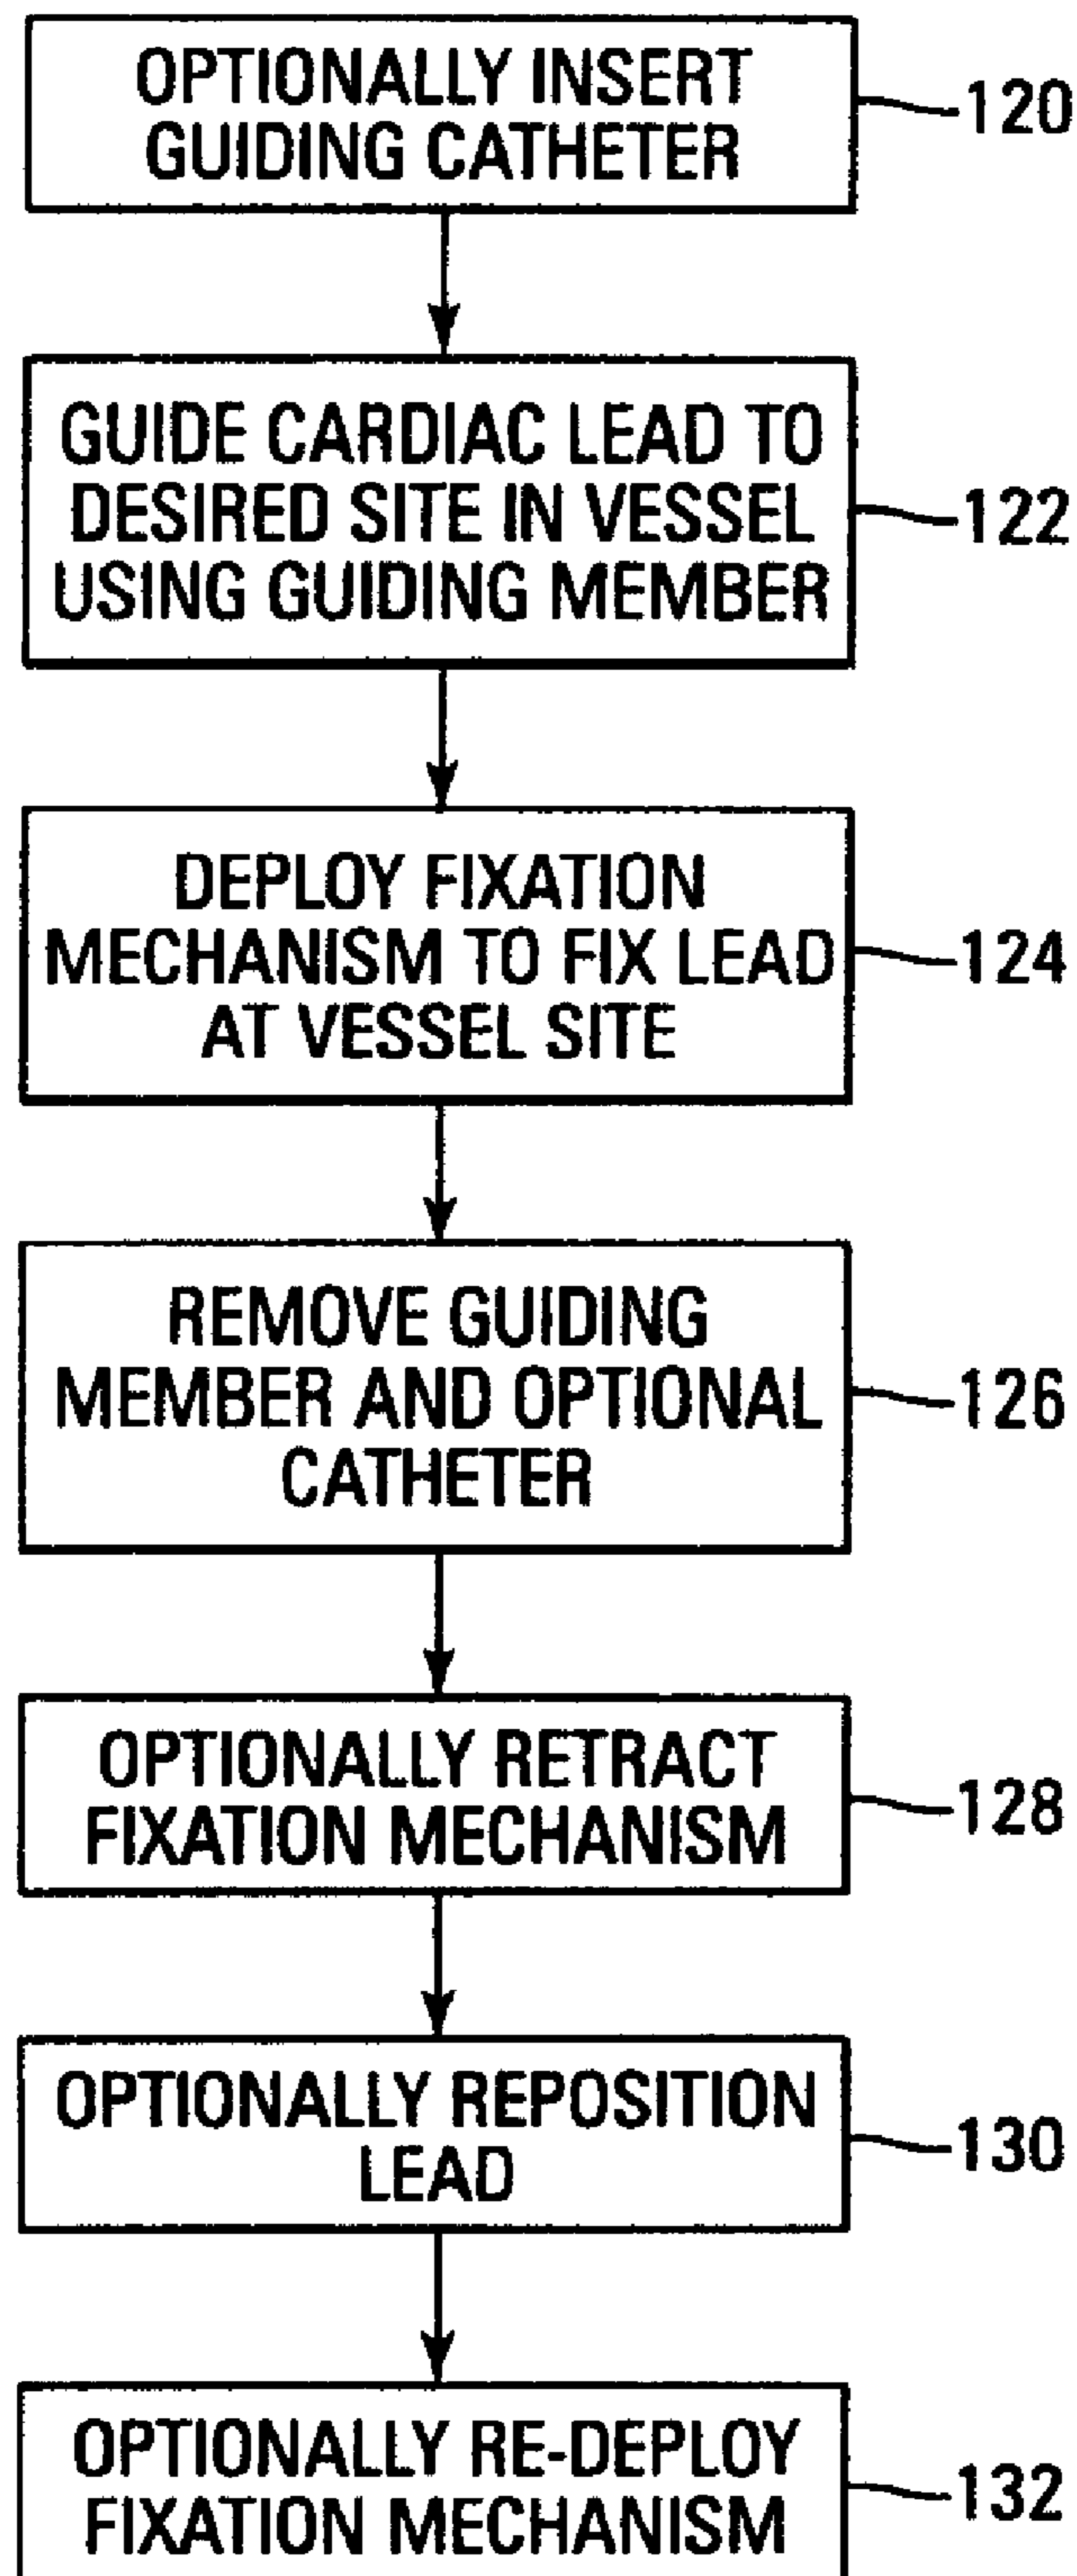 OPTIONALLY INSERT
GUIDING CATHETER
120
GUIDE CARDIAC LEAD TO
DESIRED SITE IN VESSEL
USING GUIDING MEMBER
122
DEPLOY FIXATION
MECHANISM TO FIX LEAD
AT VESSEL SITE
124
REMOVE GUIDING
MEMBER AND OPTIONAL
CATHETER
126
OPTIONALLY RETRACT
FIXATION MECHANISM
128
OPTIONALLY REPOSITION
LEAD
130
OPTIONALLY RE-DEPLOY
FIXATION MECHANISM
132